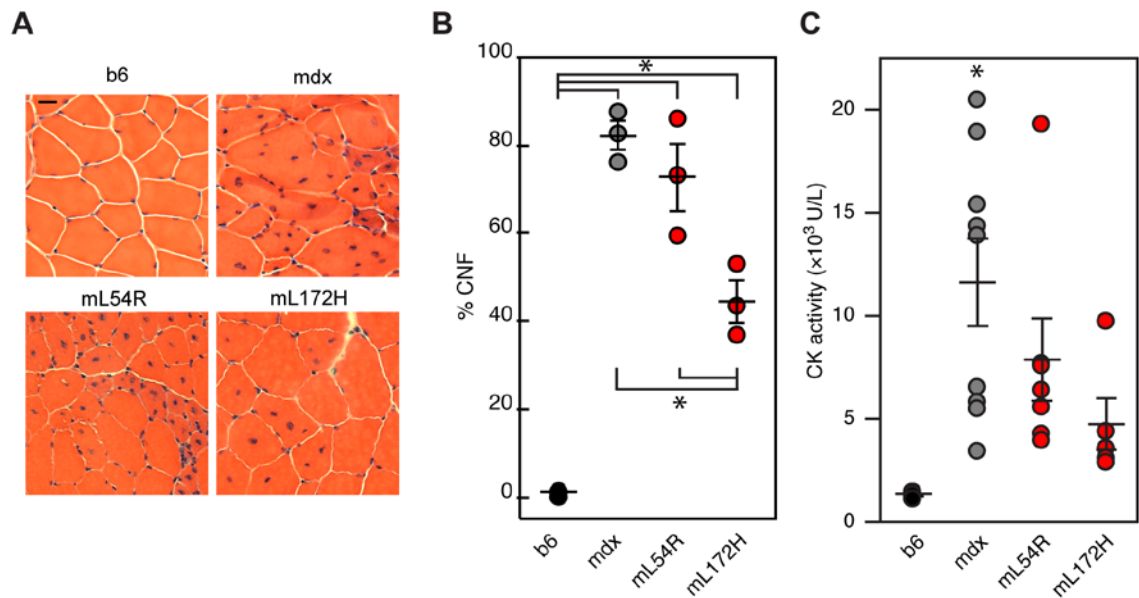 A
b6
mdx
mL54R
mL172H
B
% CNF
100
80
60
40
20
0
*
*
b6
mdx
mL54R
mL172H
C
CK activity (×10³ U/L)
20
15
10
5
0
*
b6
mdx
mL54R
mL172H